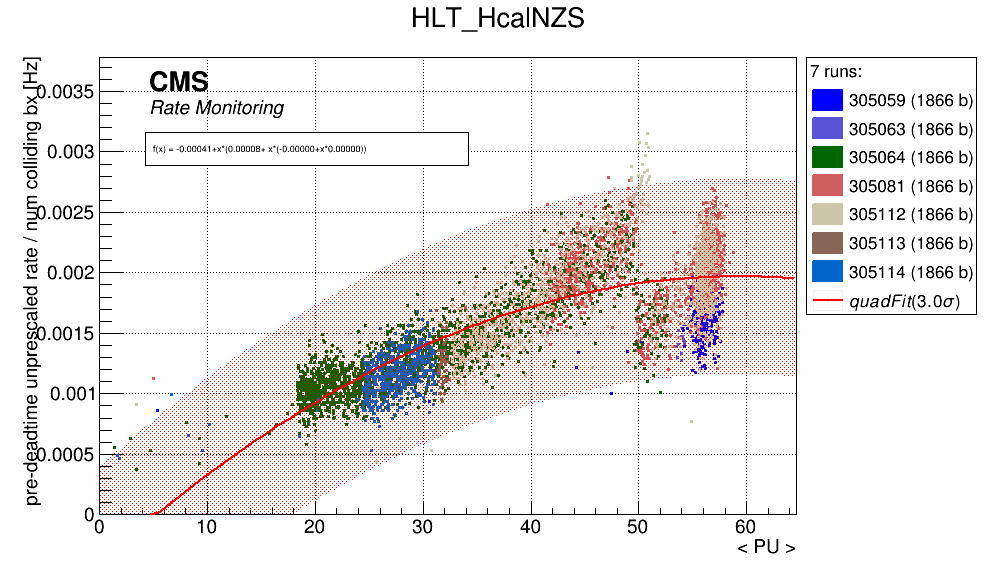 HLT_HcalNZS
pre-deadtime unprescaled rate / num colliding bx [Hz]
CMS
Rate Monitoring
f(x) = -0.00041+x*(0.00008+ x*(-0.00000+x*0.00000))
0.0035
0.003
0.0025
0.002
0.0015
0.001
0.0005
0
0 10 20 30 40 50 60
< PU >
7 runs:
305059 (1866 b)
305063 (1866 b)
305064 (1866 b)
305081 (1866 b)
305112 (1866 b)
305113 (1866 b)
305114 (1866 b)
quadFit(3.0σ)